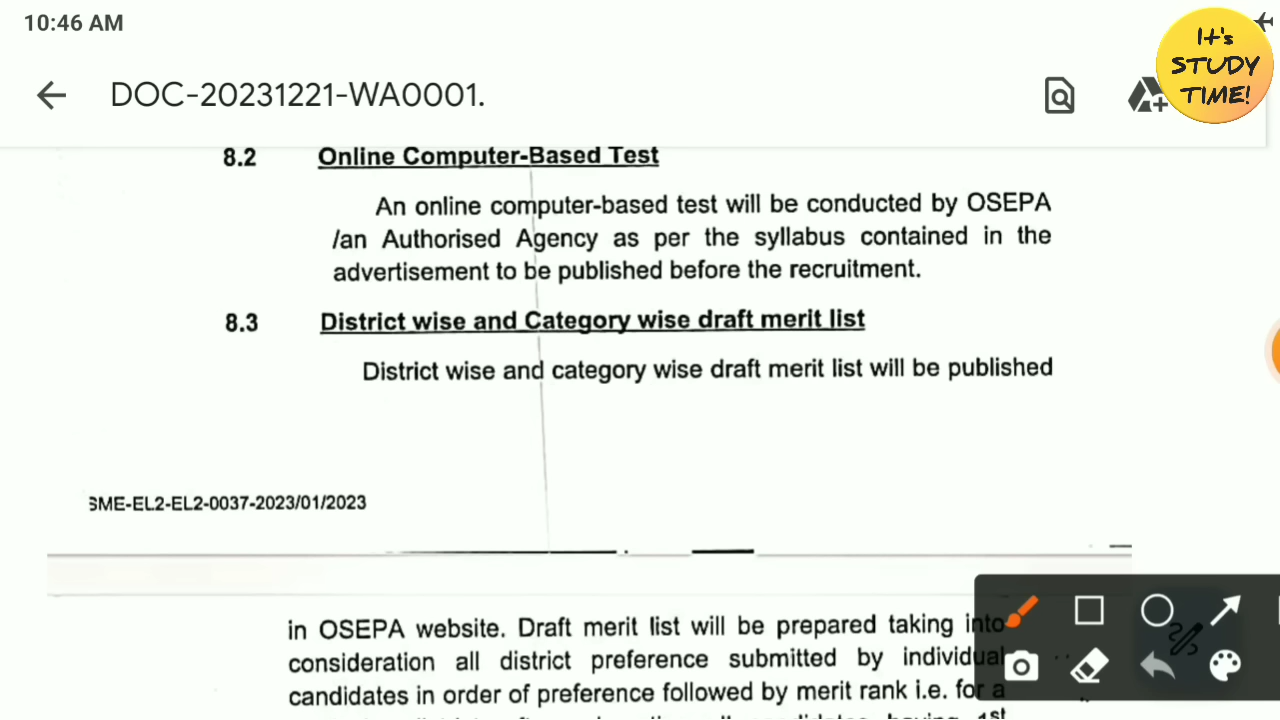 10:46 AM
It's
STUDY
TIME!
DOC-20231221-WA0001.
8.2 Online Computer-Based Test
An online computer-based test will be conducted by OSEPA
/an Authorised Agency as per the syllabus contained in the
advertisement to be published before the recruitment.
8.3 District wise and Category wise draft merit list
District wise and category wise draft merit list will be published
SME-EL2-EL2-0037-2023/01/2023
in OSEPA website. Draft merit list will be prepared taking into
consideration all district preference submitted by individual
candidates in order of preference followed by merit rank i.e. for a
1st